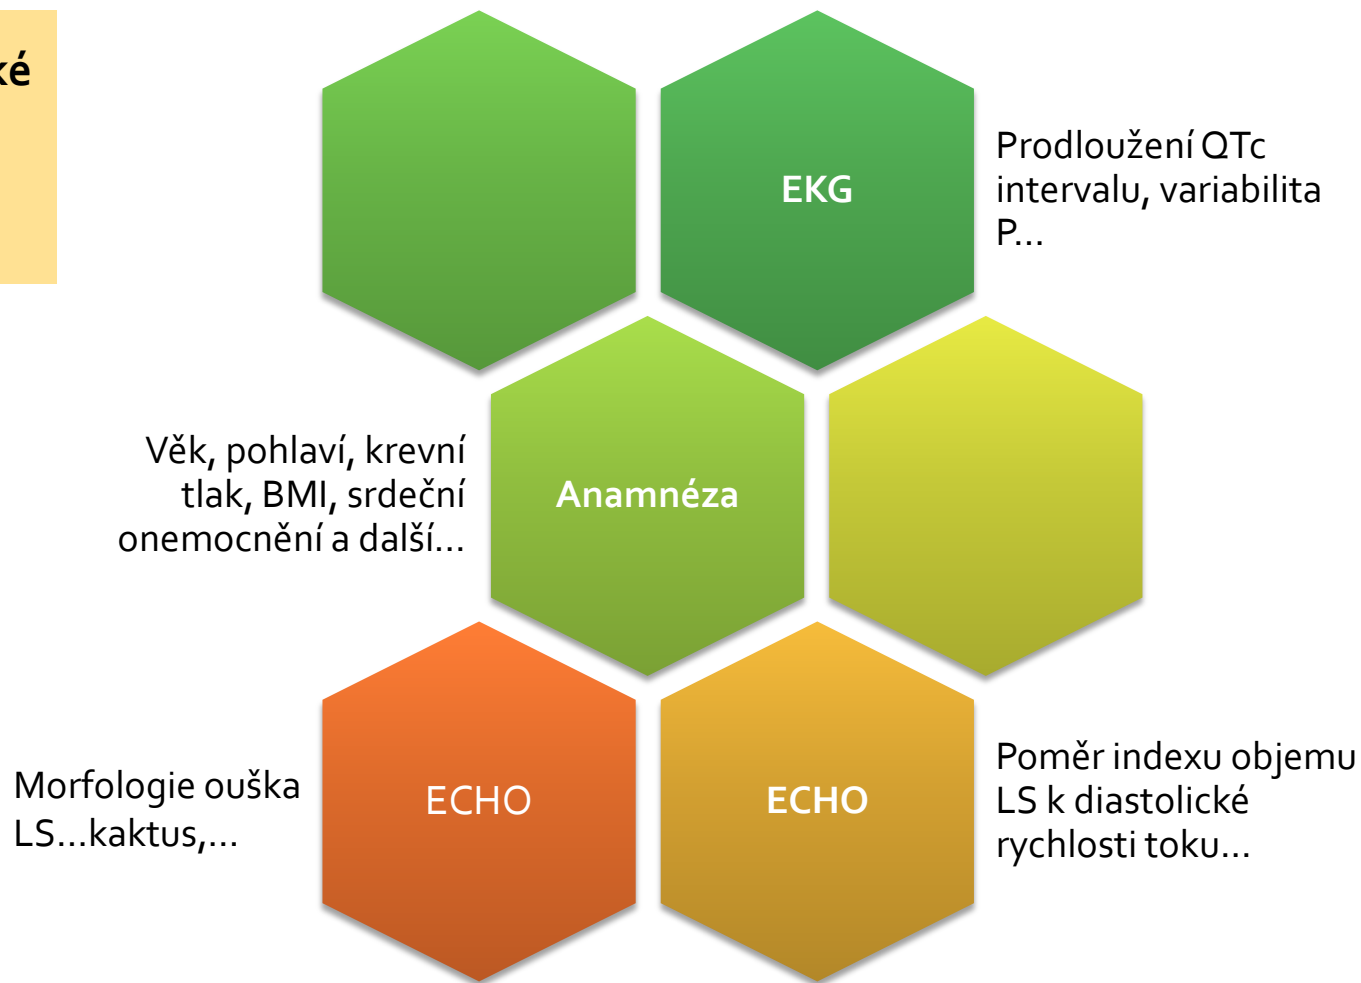 ké
EKG
Prodloužení QTc
intervalu, variabilita
P...
Věk, pohlaví, krevní
tlak, BMI, srdeční
onemocnění a další...
Anamnéza
Morfologie ouška
LS...kaktus,...
ECHO
ECHO
Poměr indexu objemu
LS k diastolické
rychlosti toku...